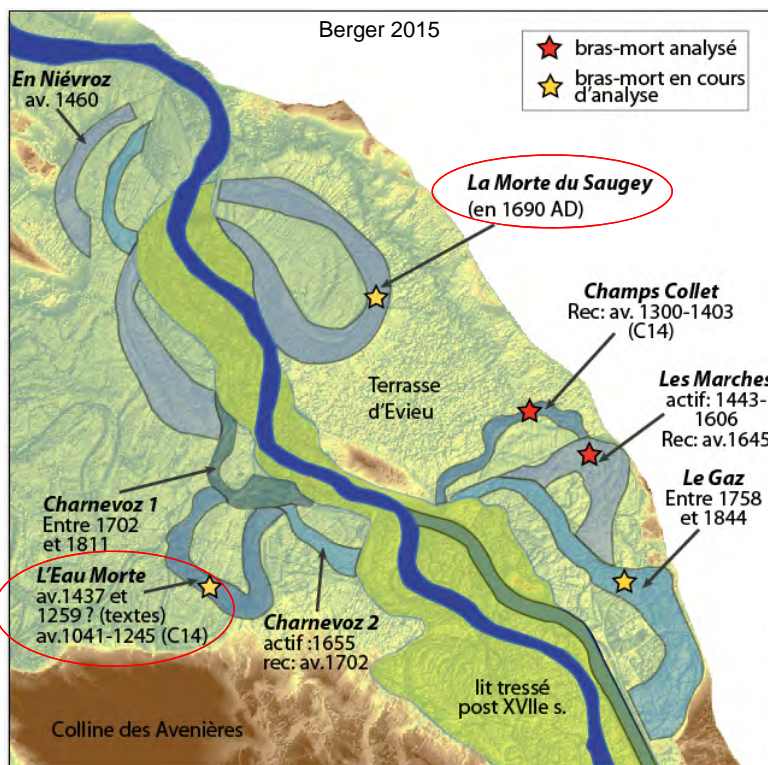 Berger 2015
bras-mort analysé
bras-mort en cours
d'analyse
En Niévroz
av. 1460
La Morte du Saugey
(en 1690 AD)
Champs Collet
Rec: av. 1300-1403
(C14)
Terrasse
d'Evieu
Les Marches
actif: 1443-
1606
Rec: av.1645
Le Gaz
Entre 1758
et 1844
Charnevoz 1
Entre 1702
et 1811
L'Eau Morte
av.1437 et
1259 ? (textes)
av.1041-1245 (C14)
Charnevoz 2
actif :1655
rec: av.1702
lit tressé
post XVIIe s.
Colline des Avenières